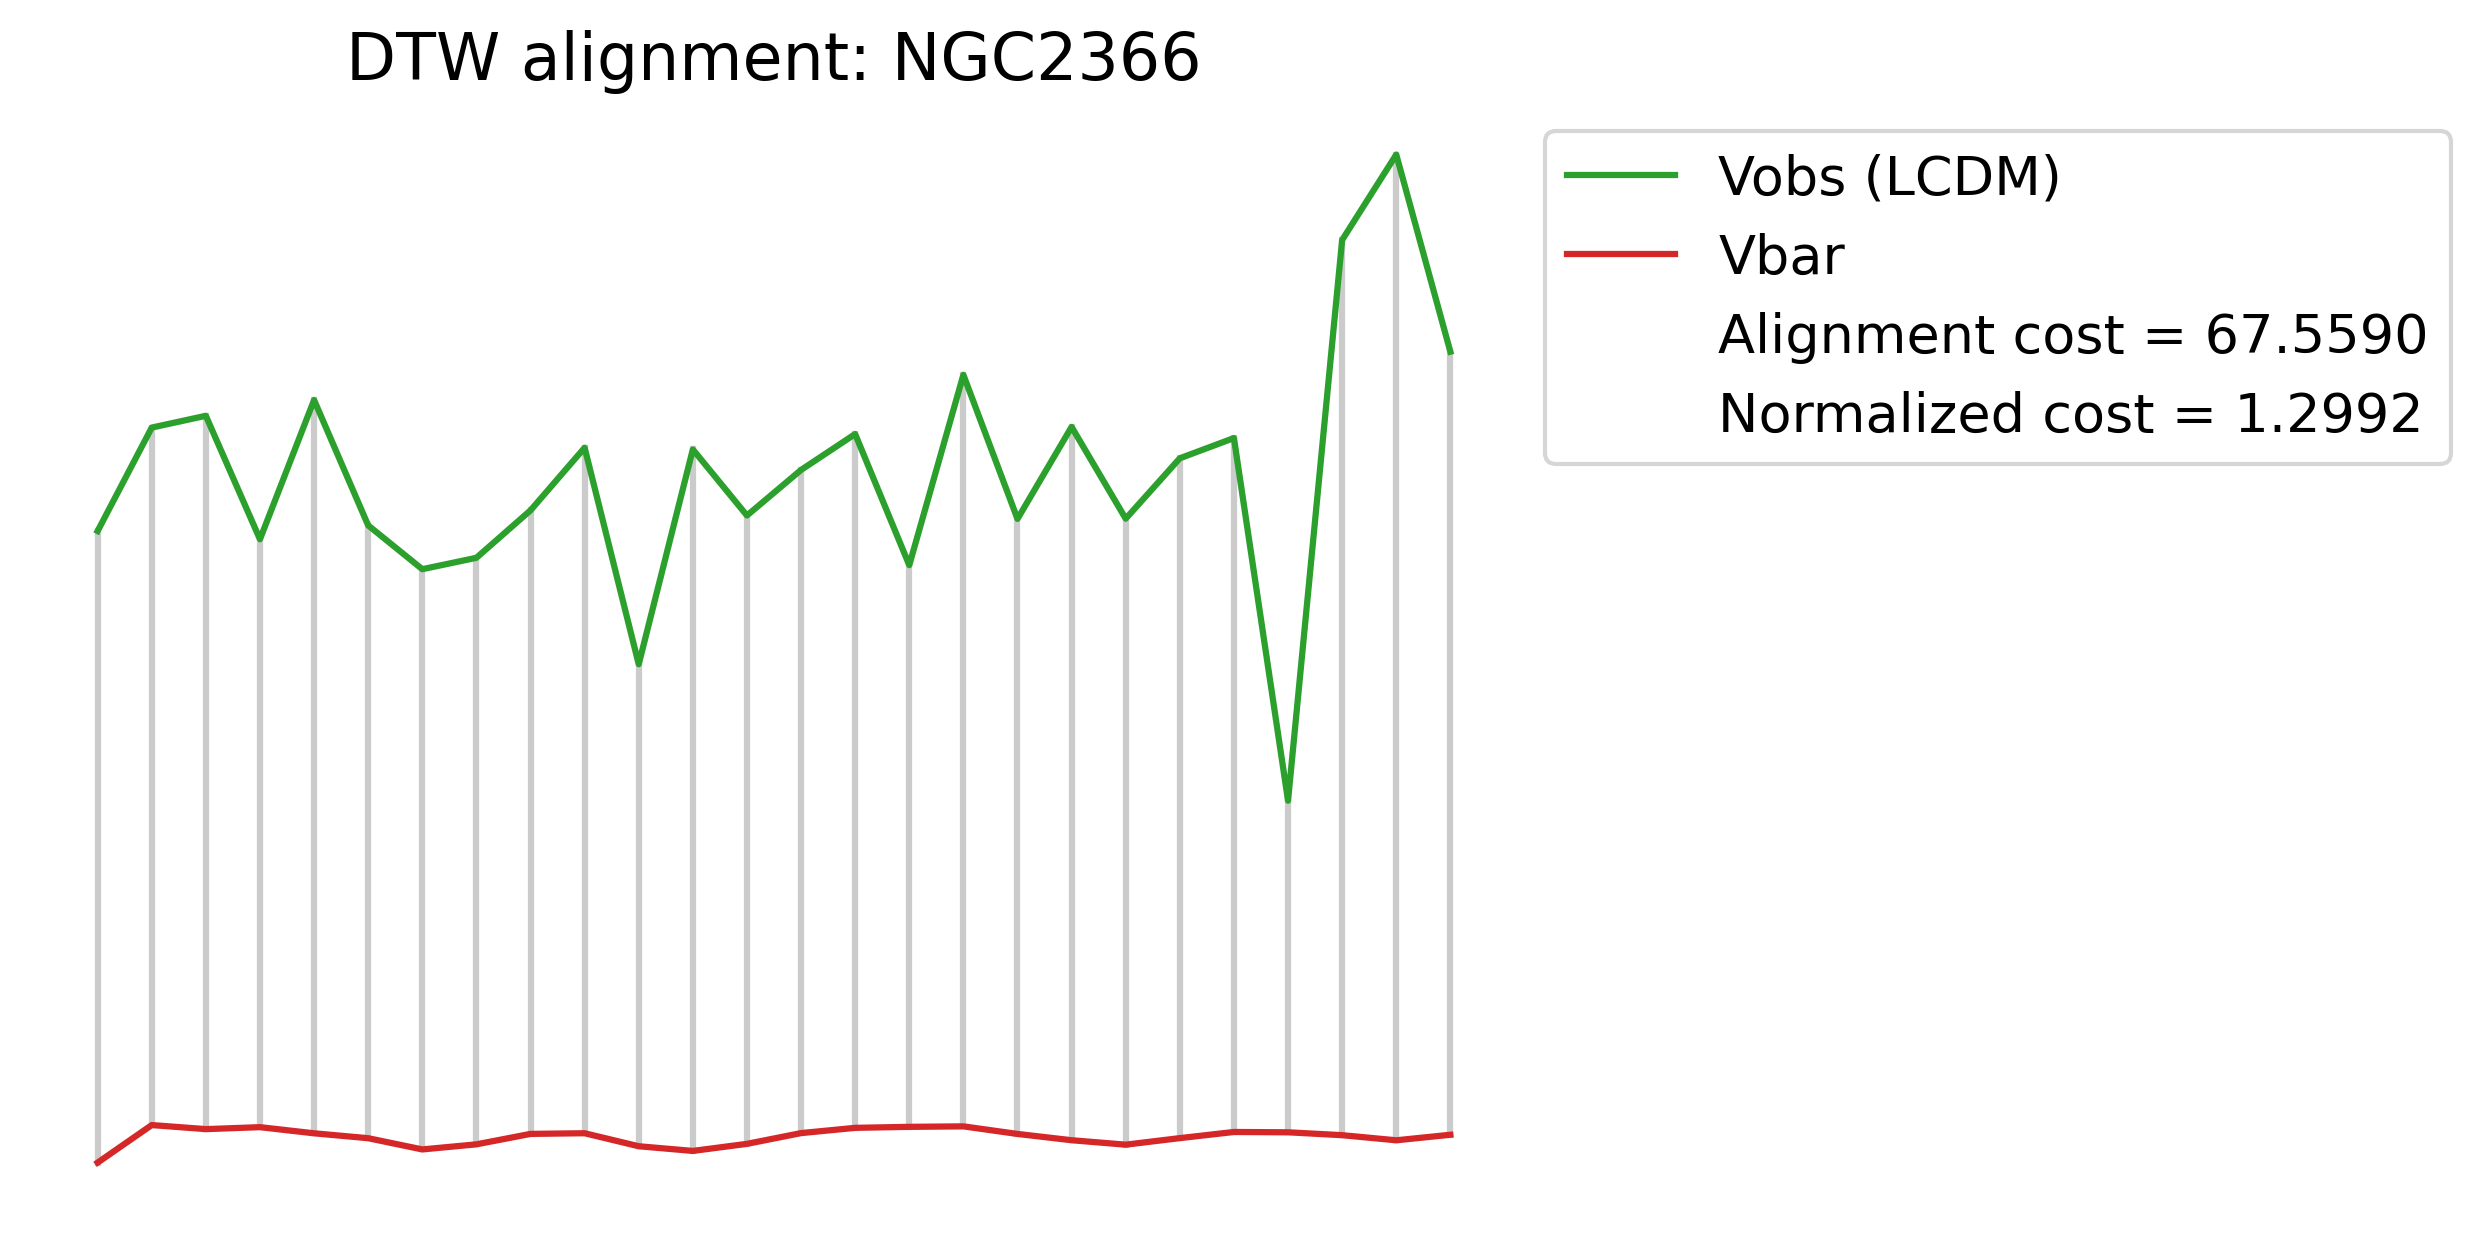 DTW alignment: NGC2366
Vobs (LCDM)
Vbar
Alignment cost = 67.5590
Normalized cost = 1.2992